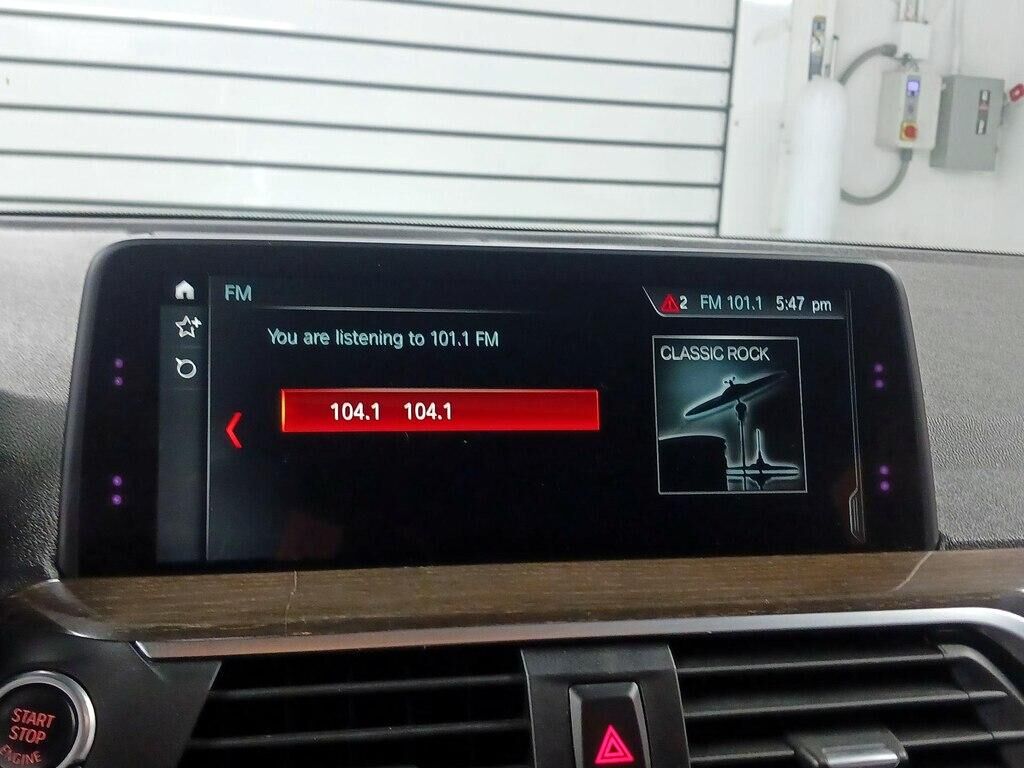 FM
2 FM 101.1 5:47 pm
You are listening to 101.1 FM
CLASSIC ROCK
104.1 104.1
START
STOP
ENGINE